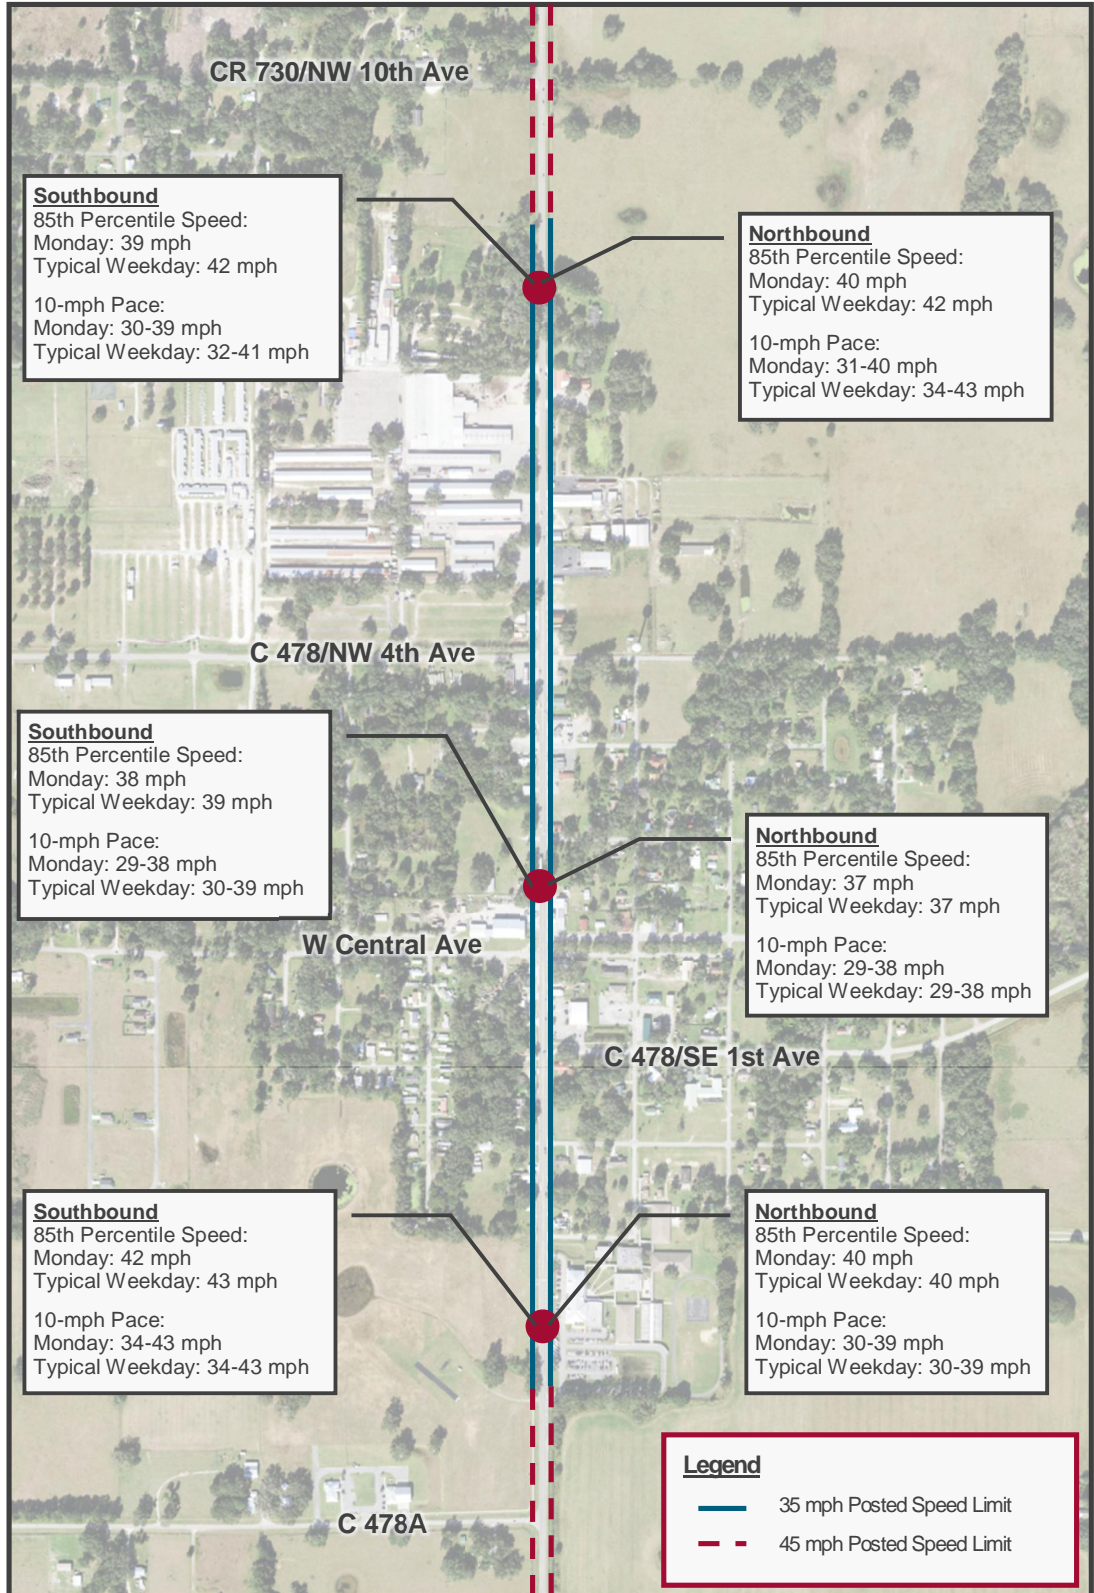 CR 730/NW 10th Ave
Southbound
85th Percentile Speed:
Monday: 39 mph
Typical Weekday: 42 mph
10-mph Pace:
Monday: 30-39 mph
Typical Weekday: 32-41 mph
Northbound
85th Percentile Speed:
Monday: 40 mph
Typical Weekday: 42 mph
10-mph Pace:
Monday: 31-40 mph
Typical Weekday: 34-43 mph
C 478/NW 4th Ave
Southbound
85th Percentile Speed:
Monday: 38 mph
Typical Weekday: 39 mph
10-mph Pace:
Monday: 29-38 mph
Typical Weekday: 30-39 mph
Northbound
85th Percentile Speed:
Monday: 37 mph
Typical Weekday: 37 mph
10-mph Pace:
Monday: 29-38 mph
Typical Weekday: 29-38 mph
W Central Ave
C 478/SE 1st Ave
Southbound
85th Percentile Speed:
Monday: 42 mph
Typical Weekday: 43 mph
10-mph Pace:
Monday: 34-43 mph
Typical Weekday: 34-43 mph
Northbound
85th Percentile Speed:
Monday: 40 mph
Typical Weekday: 40 mph
10-mph Pace:
Monday: 30-39 mph
Typical Weekday: 30-39 mph
C 478A
Legend
35 mph Posted Speed Limit
45 mph Posted Speed Limit